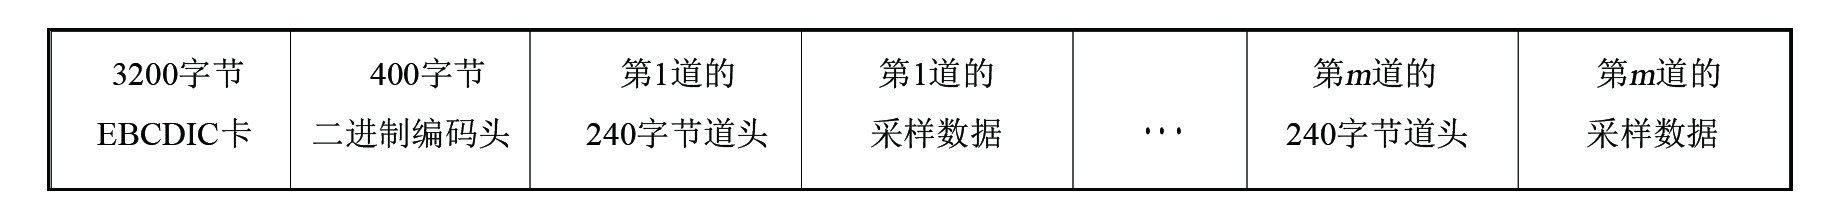 3200字节
EBCDIC卡
400字节
二进制编码头
第1道的
240字节道头
第1道的
采样数据
···
第m道的
240字节道头
第m道的
采样数据